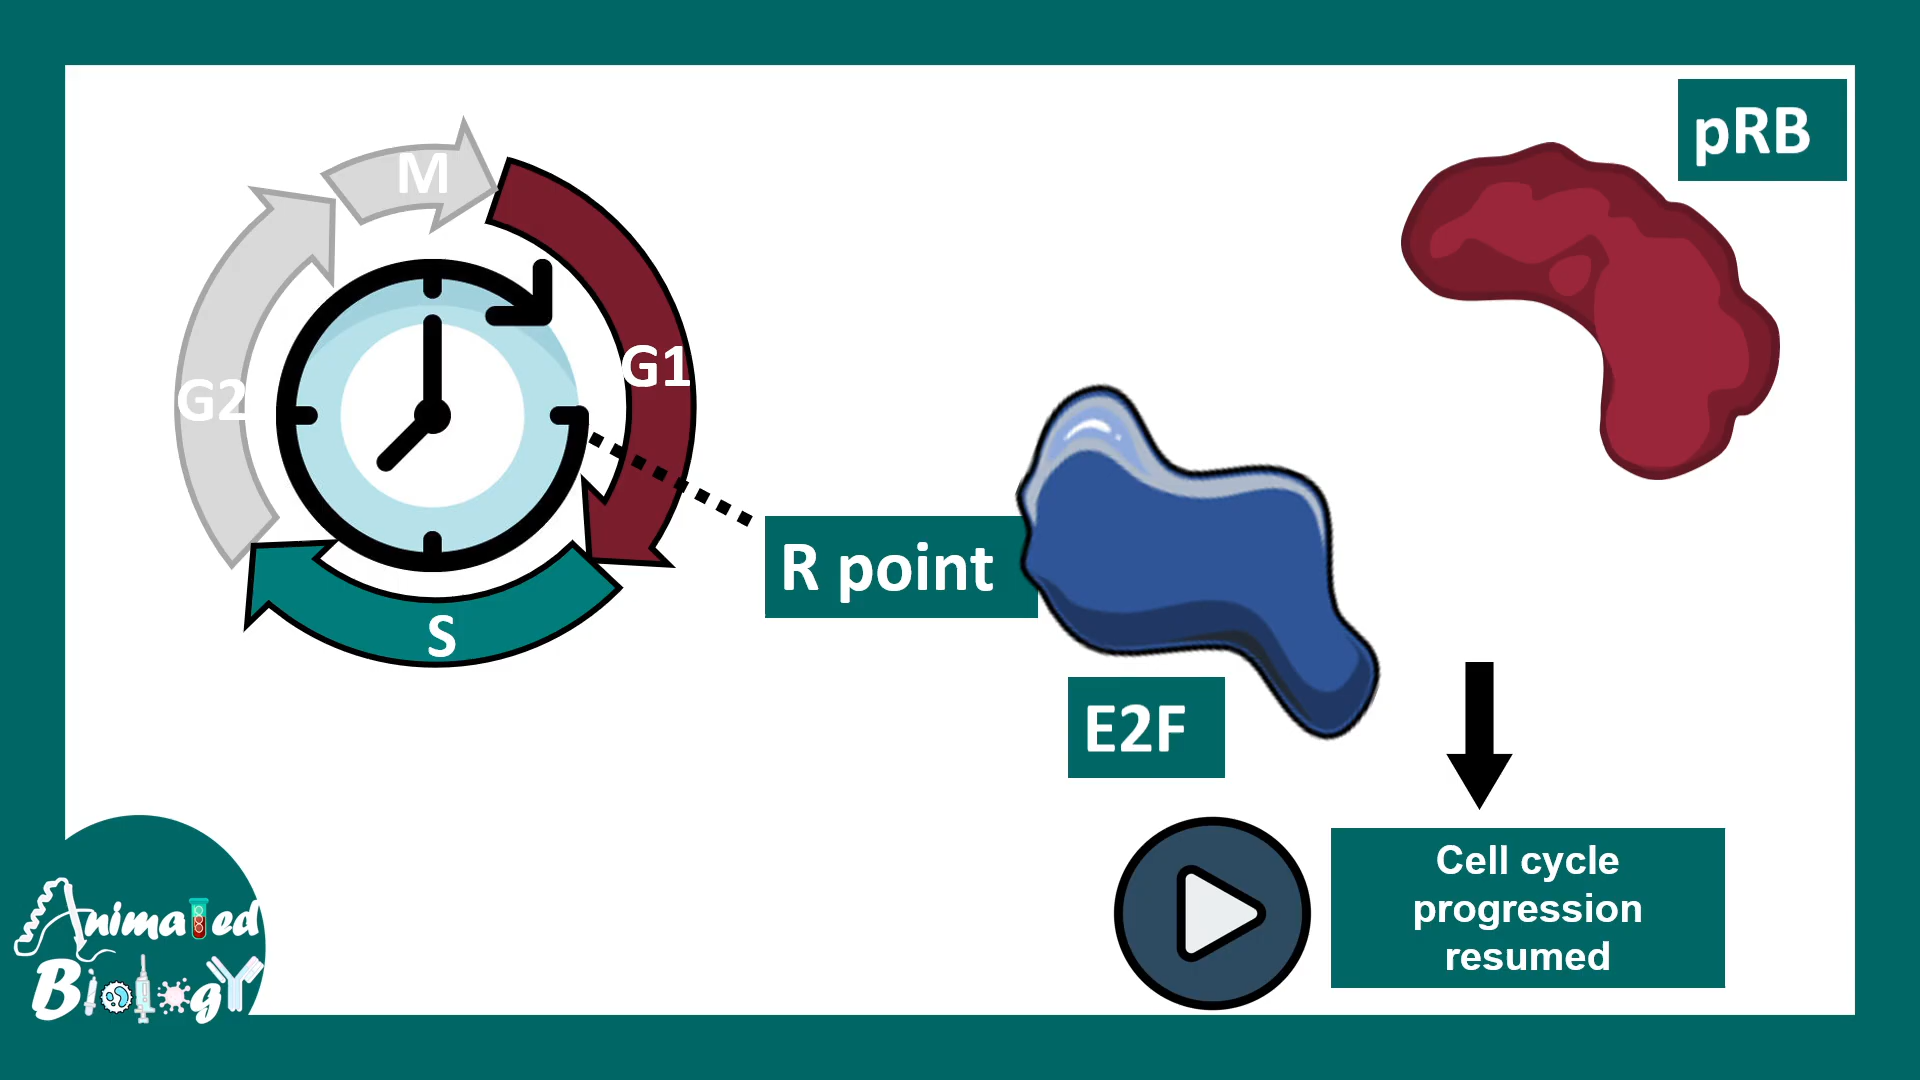 pRB
M
G1
G2
S
R point
E2F
Cell cycle
progression
resumed
Animated
Biology